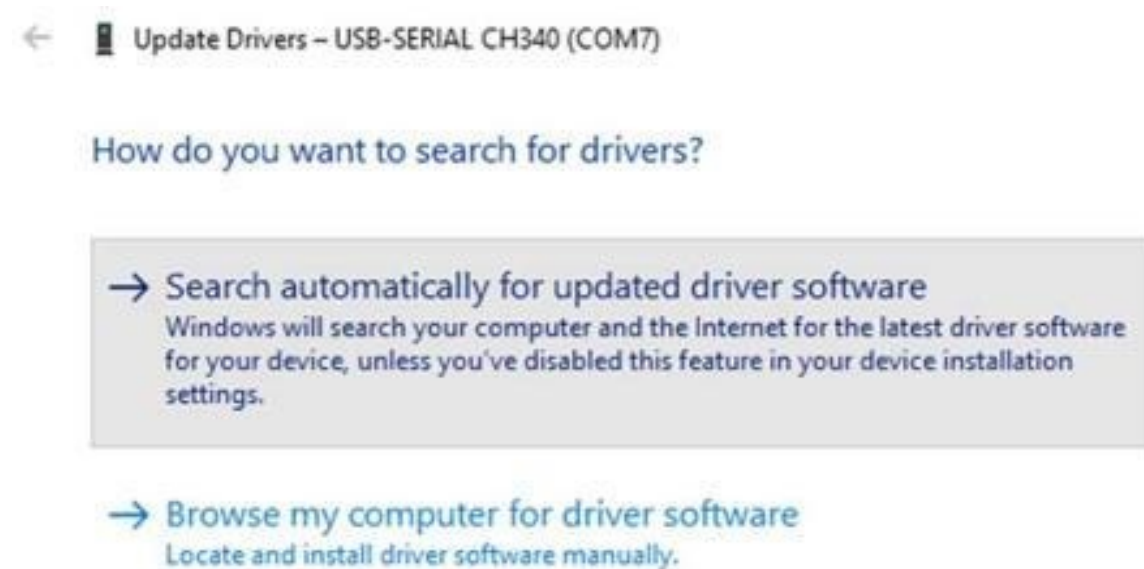 Update Drivers – USB-SERIAL CH340 (COM7)
How do you want to search for drivers?
Search automatically for updated driver software
Windows will search your computer and the Internet for the latest driver software
for your device, unless you've disabled this feature in your device installation
settings.
Browse my computer for driver software
Locate and install driver software manually.